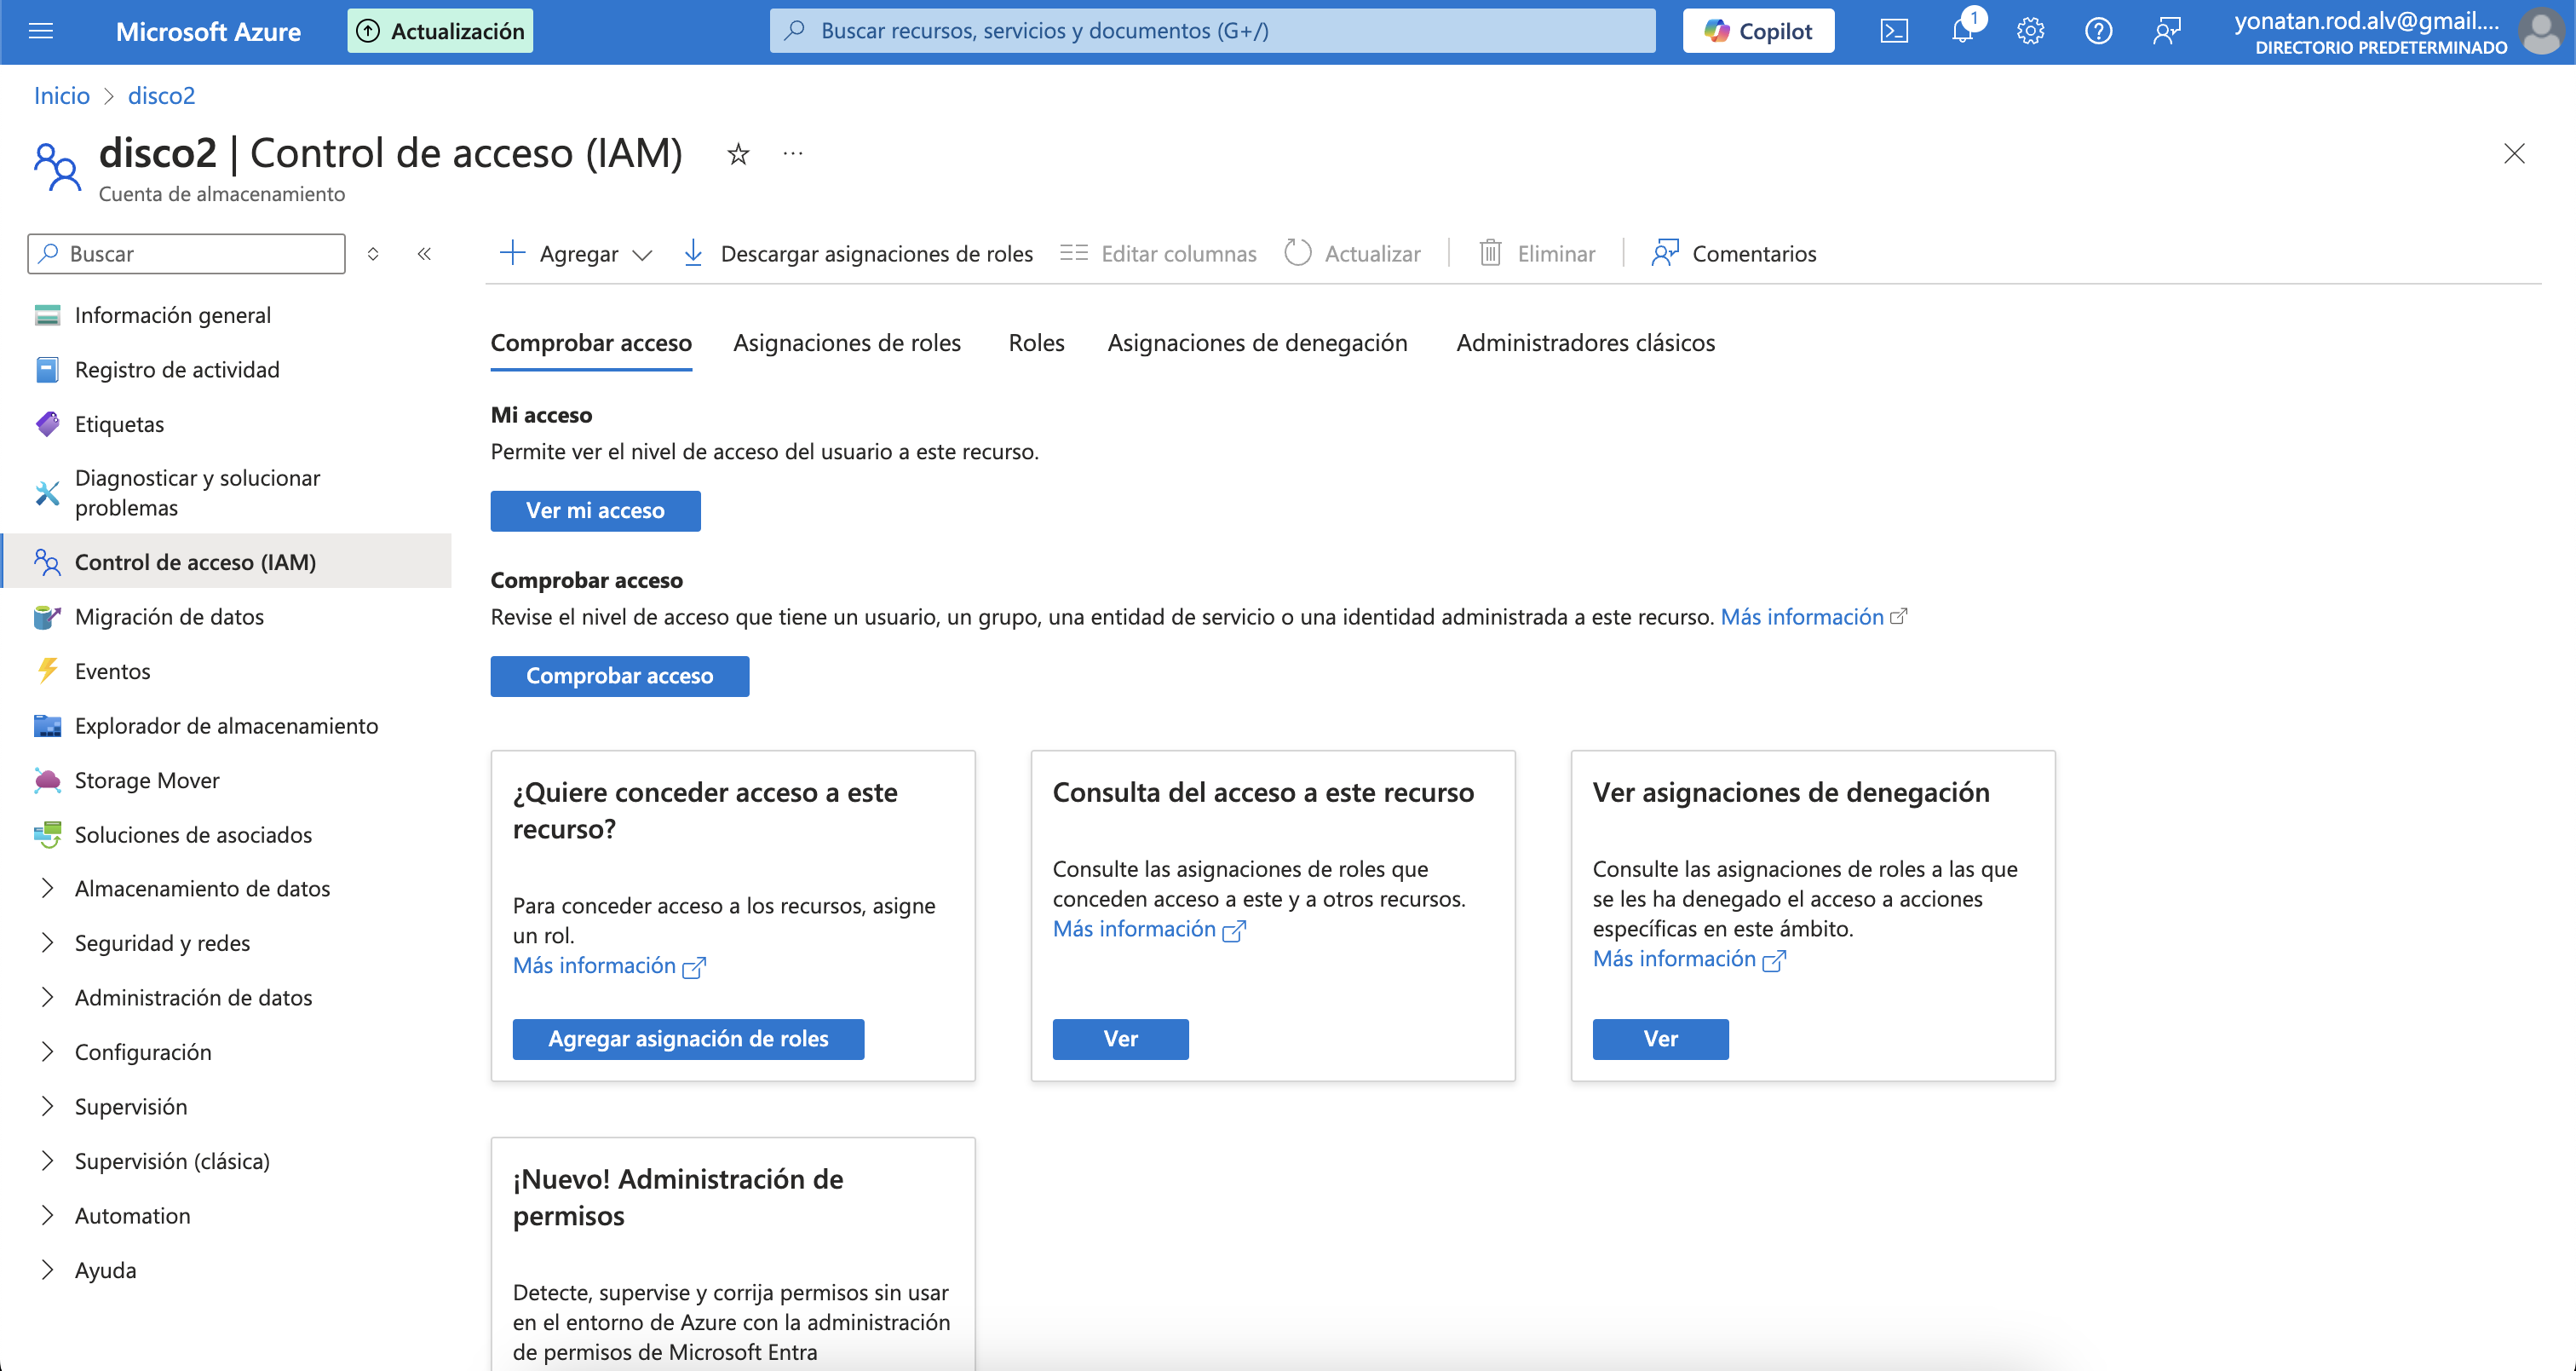 Microsoft Azure
Actualización
Buscar recursos, servicios y documentos (G+/)
Copilot
1
yonatan.rod.alv@gmail....
DIRECTORIO PREDETERMINADO
Inicio > disco2
disco2 | Control de acceso (IAM)
Cuenta de almacenamiento
Buscar
Agregar
Descargar asignaciones de roles
Editar columnas
Actualizar
Eliminar
Comentarios
Información general
Registro de actividad
Etiquetas
Diagnosticar y solucionar
problemas
Control de acceso (IAM)
Migración de datos
Eventos
Explorador de almacenamiento
Storage Mover
Soluciones de asociados
Almacenamiento de datos
Seguridad y redes
Administración de datos
Configuración
Supervisión
Supervisión (clásica)
Automation
Ayuda
Comprobar acceso
Asignaciones de roles
Roles
Asignaciones de denegación
Administradores clásicos
Mi acceso
Permite ver el nivel de acceso del usuario a este recurso.
Ver mi acceso
Comprobar acceso
Revise el nivel de acceso que tiene un usuario, un grupo, una entidad de servicio o una identidad administrada a este recurso. Más información
Comprobar acceso
¿Quiere conceder acceso a este
recurso?
Para conceder acceso a los recursos, asigne
un rol.
Más información
Agregar asignación de roles
Consulta del acceso a este recurso
Consulte las asignaciones de roles que
conceden acceso a este y a otros recursos.
Más información
Ver
Ver asignaciones de denegación
Consulte las asignaciones de roles a las que
se les ha denegado el acceso a acciones
específicas en este ámbito.
Más información
Ver
¡Nuevo! Administración de
permisos
Detecte, supervise y corrija permisos sin usar
en el entorno de Azure con la administración
de permisos de Microsoft Entra